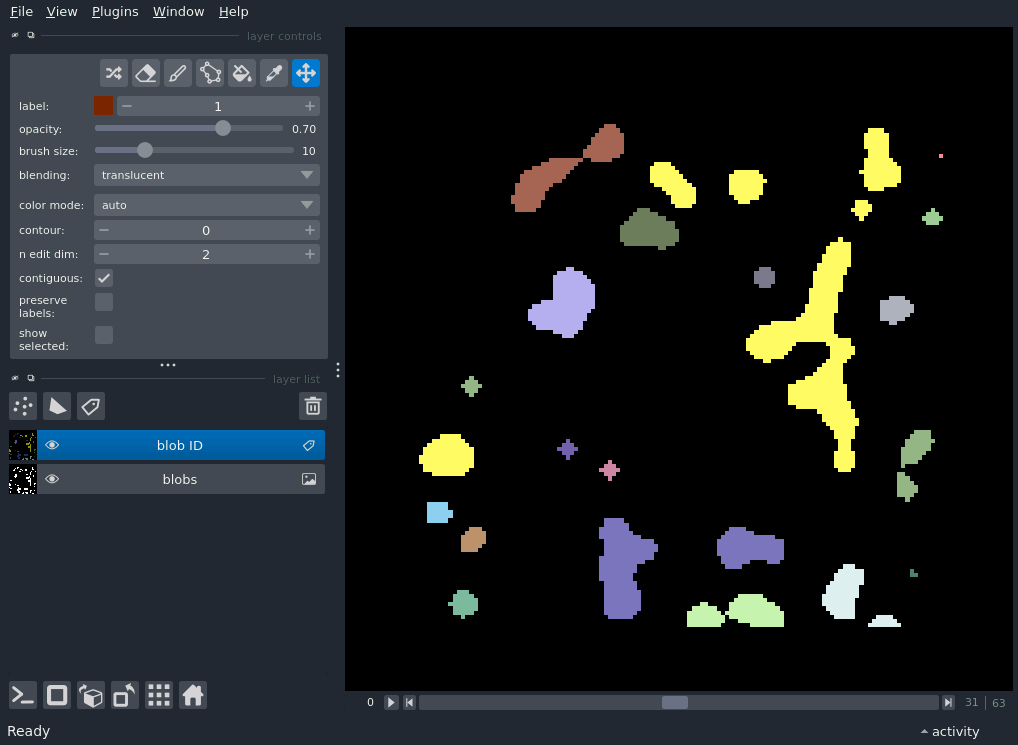 File View Plugins Window Help
layer controls
label: 1
opacity: 0.70
brush size: 10
blending: translucent
color mode: auto
contour: 0
n edit dim: 2
contiguous:
preserve
labels:
show
selected:
layer list
blob ID
blobs
0 31 | 63
Ready activity